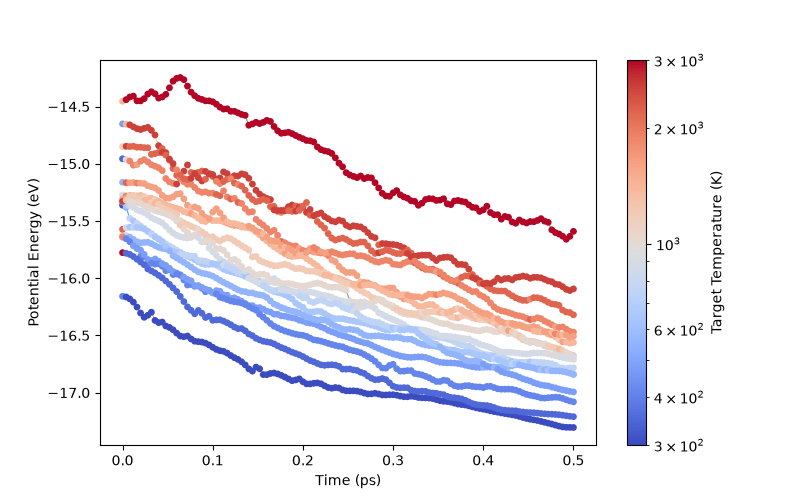 −14.5
−15.0
−15.5
−16.0
−16.5
−17.0
Potential Energy (eV)
0.0 0.1 0.2 0.3 0.4 0.5
Time (ps)
3 × 10³
2 × 10³
10³
6 × 10²
4 × 10²
3 × 10²
Target Temperature (K)